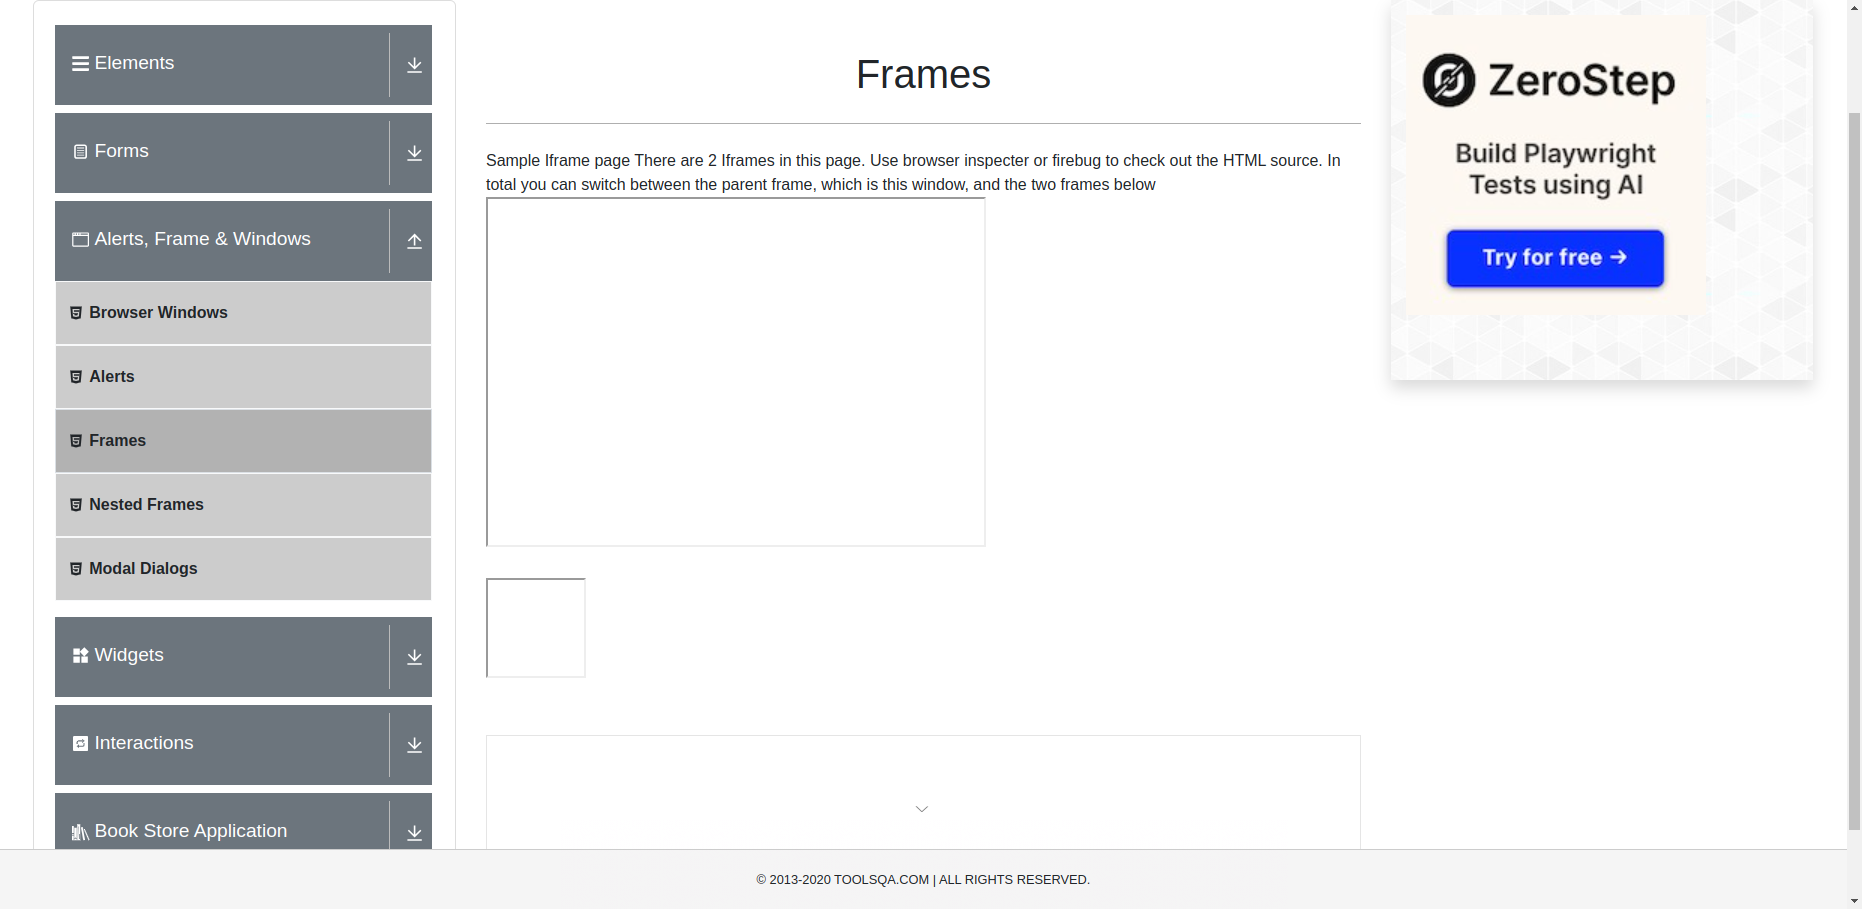 Elements
Forms
Alerts, Frame & Windows
Browser Windows
Alerts
Frames
Nested Frames
Modal Dialogs
Widgets
Interactions
Book Store Application
Frames
Sample Iframe page There are 2 Iframes in this page. Use browser inspecter or firebug to check out the HTML source. In
total you can switch between the parent frame, which is this window, and the two frames below
ZeroStep
Build Playwright
Tests using AI
Try for free →
© 2013-2020 TOOLSQA.COM | ALL RIGHTS RESERVED.